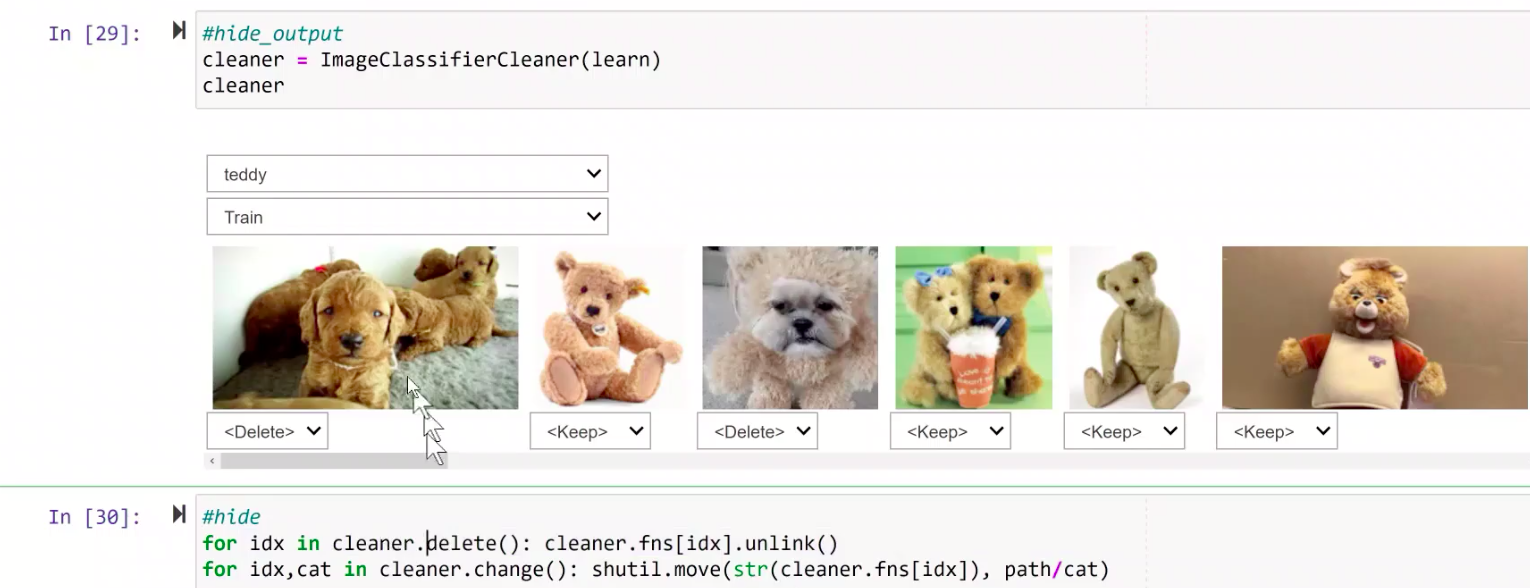 In [29]:
#hide_output
cleaner = ImageClassifierCleaner(learn)
cleaner
teddy
Train
<Delete>
<Keep>
<Delete>
<Keep>
<Keep>
<Keep>
In [30]:
#hide
for idx in cleaner.delete(): cleaner.fns[idx].unlink()
for idx,cat in cleaner.change(): shutil.move(str(cleaner.fns[idx]), path/cat)